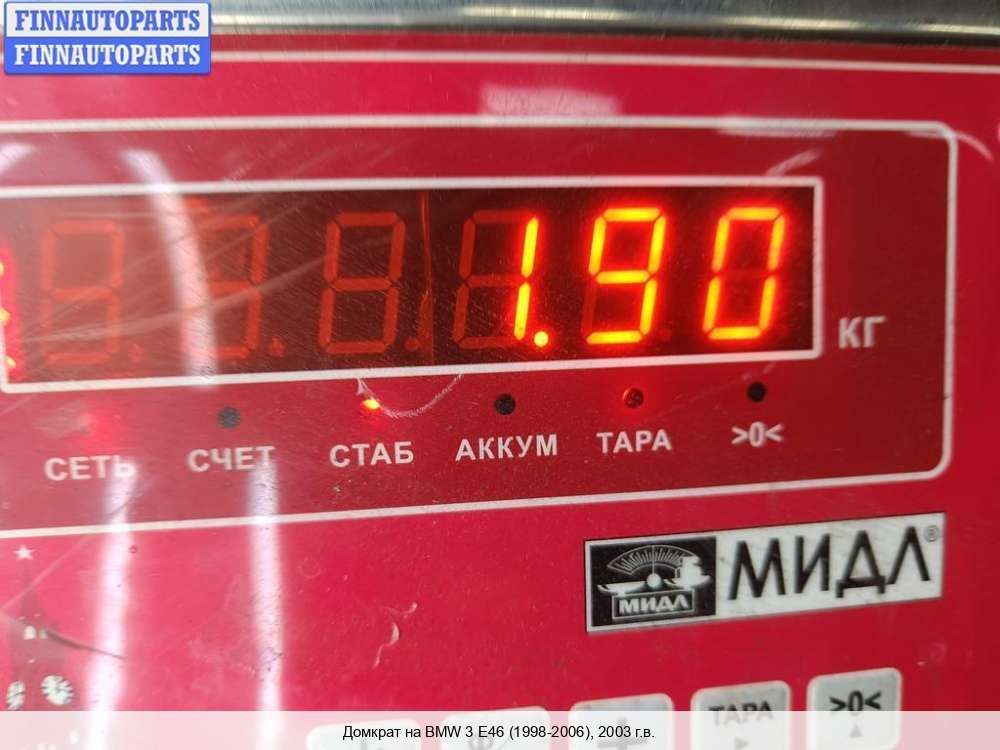 FINNAUTOPARTS
FINNAUTOPARTS
1.90
КГ
СЕТЬ СЧЕТ СТАБ АККУМ ТАРА >0<
МИДЛ МИДЛ®
ТАРА >0<
Домкрат на BMW 3 E46 (1998-2006), 2003 г.в.